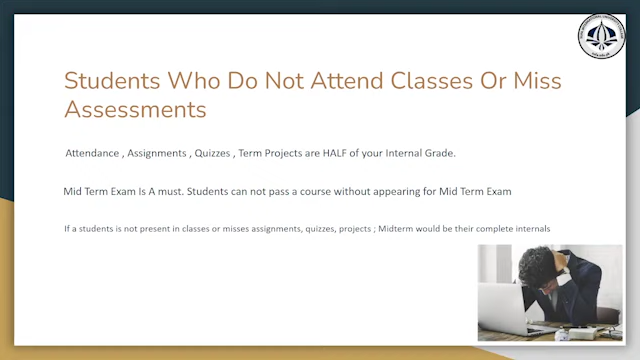 Students Who Do Not Attend Classes Or Miss
Assessments
Attendance , Assignments , Quizzes , Term Projects are HALF of your Internal Grade.
Mid Term Exam Is A must. Students can not pass a course without appearing for Mid Term Exam
If a students is not present in classes or misses assignments, quizzes, projects ; Midterm would be their complete internals